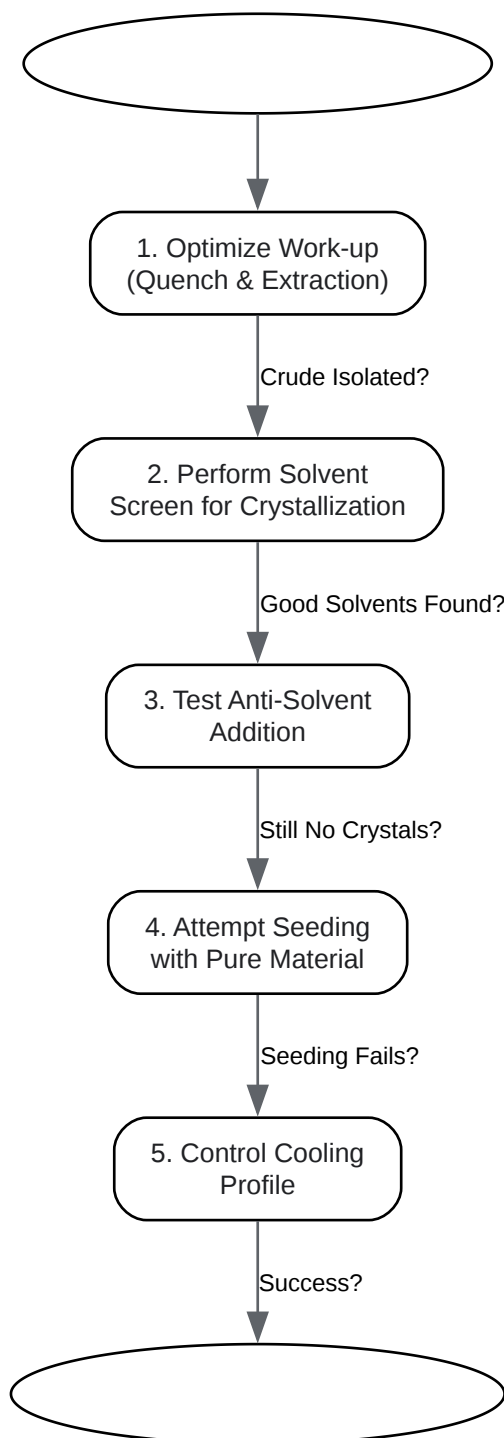 1. Optimize Work-up
(Quench & Extraction)
Crude Isolated?
2. Perform Solvent
Screen for Crystallization
Good Solvents Found?
3. Test Anti-Solvent
Addition
Still No Crystals?
4. Attempt Seeding
with Pure Material
Seeding Fails?
5. Control Cooling
Profile
Success?